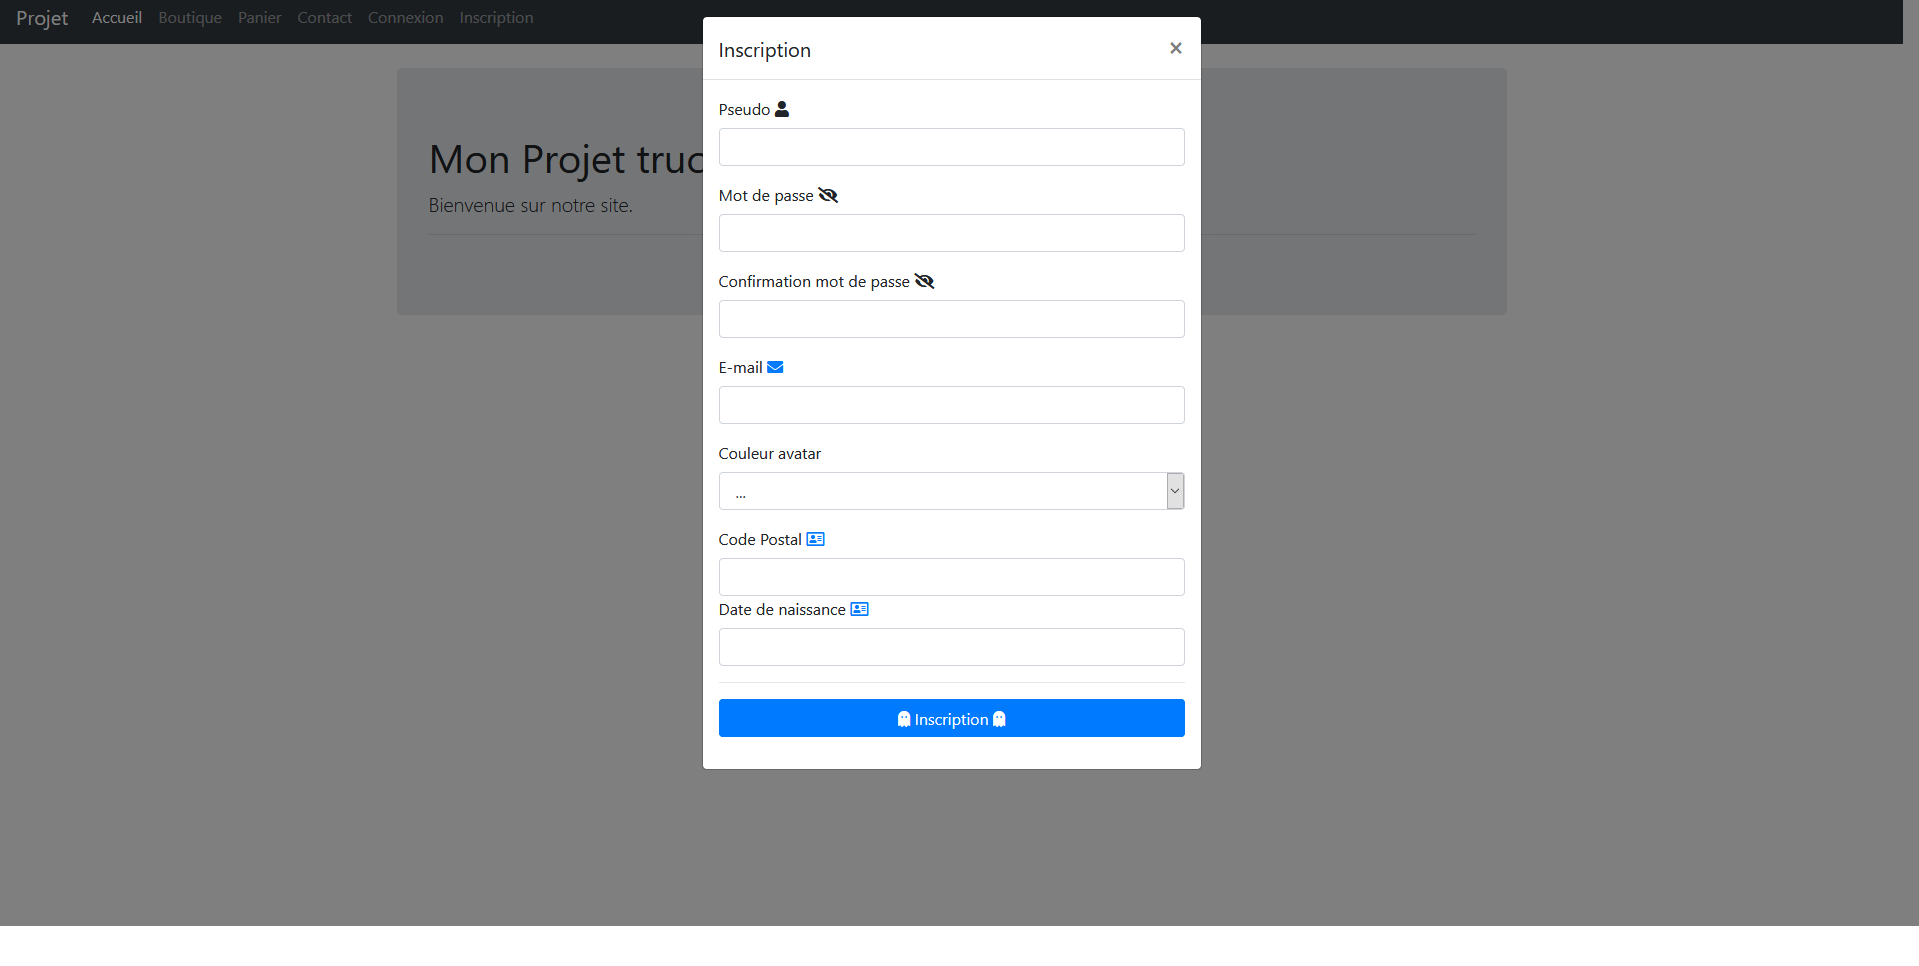 Projet Accueil Boutique Panier Contact Connexion Inscription
Mon Projet truc
Bienvenue sur notre site.
Inscription ×
Pseudo
Mot de passe
Confirmation mot de passe
E-mail
Couleur avatar
...
Code Postal
Date de naissance
Inscription